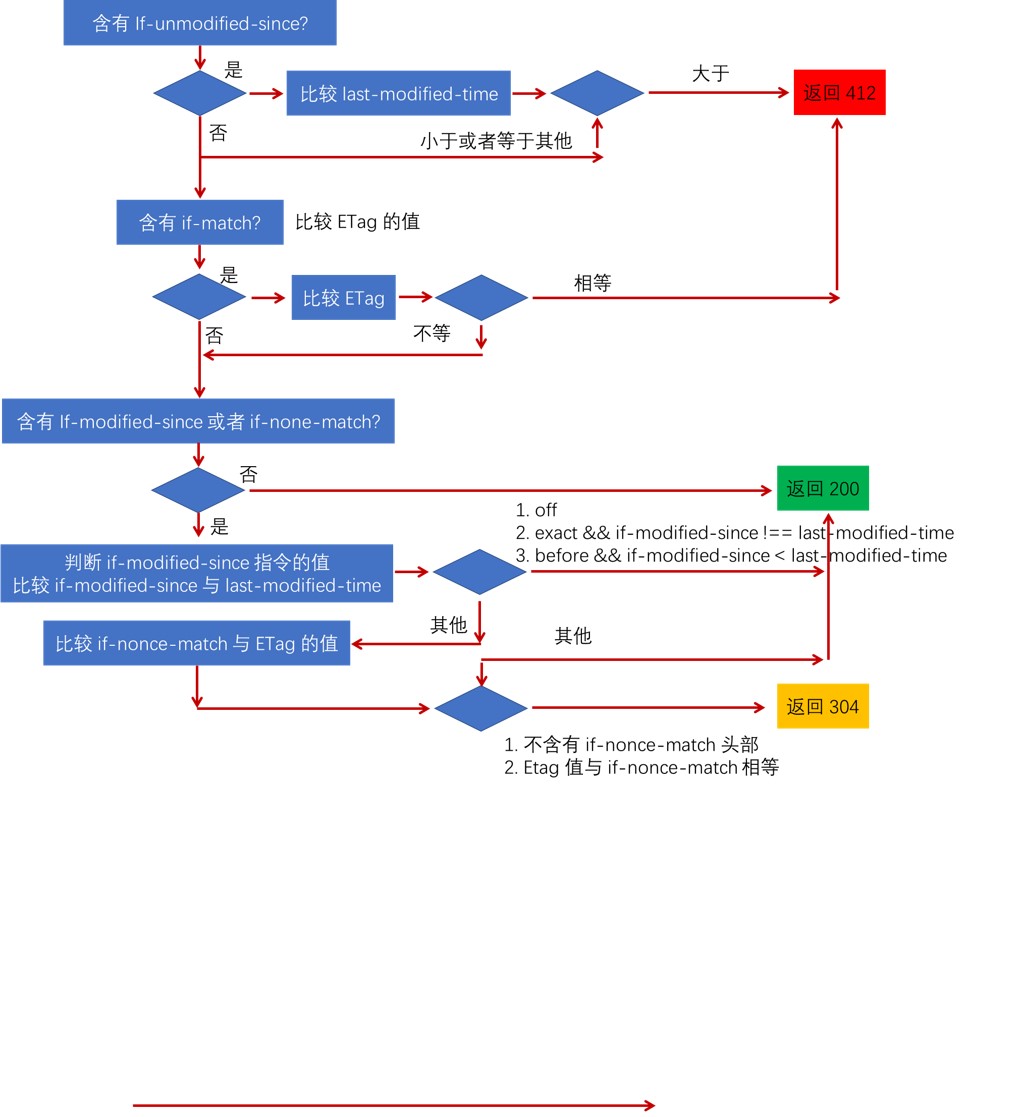 含有 If-unmodified-since?
是
比较 last-modified-time
大于
返回 412
否
小于或者等于其他
含有 if-match?
比较 ETag 的值
是
比较 ETag
相等
否
不等
含有 If-modified-since 或者 if-none-match?
否
返回 200
是
1. off
2. exact && if-modified-since !== last-modified-time
3. before && if-modified-since < last-modified-time
判断 if-modified-since 指令的值
比较 if-modified-since 与 last-modified-time
其他
其他
比较 if-nonce-match 与 ETag 的值
返回 304
1. 不含有 if-nonce-match 头部
2. Etag 值与 if-nonce-match 相等